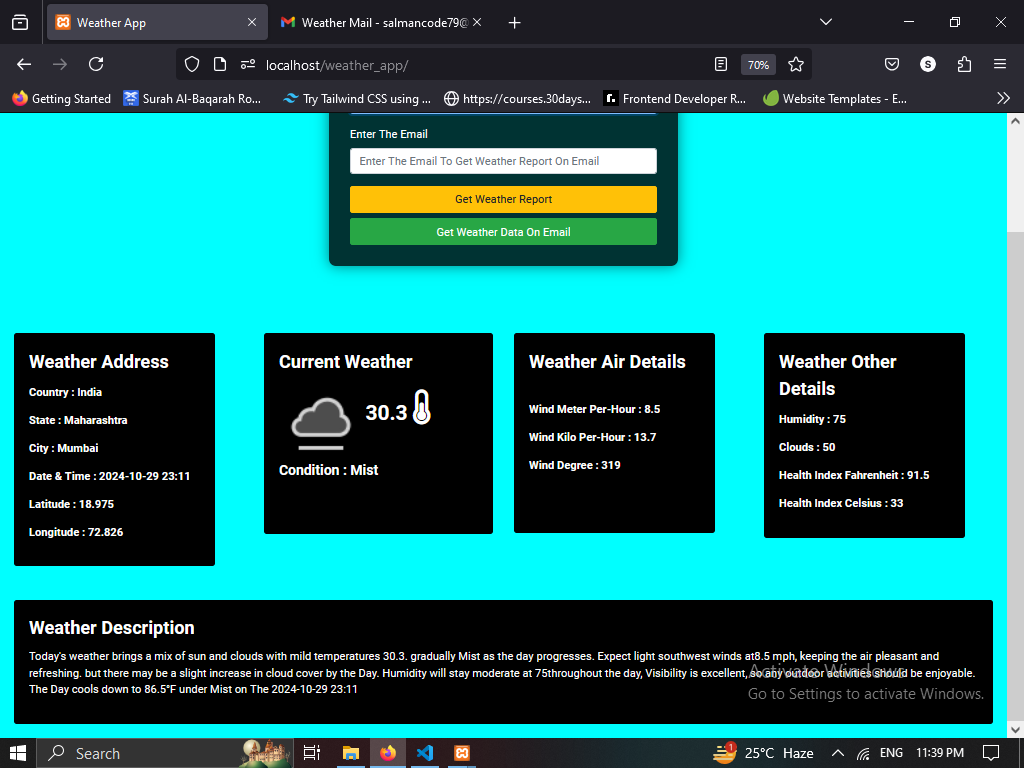 Weather App
Weather Mail - salmancode79@
localhost/weather_app/
70%
S
Getting Started
Surah Al-Baqarah Ro...
Try Tailwind CSS using ...
https://courses.30days...
Frontend Developer R...
Website Templates - E...
Enter The Email
Enter The Email To Get Weather Report On Email
Get Weather Report
Get Weather Data On Email
Weather Address
Country : India
State : Maharashtra
City : Mumbai
Date & Time : 2024-10-29 23:11
Latitude : 18.975
Longitude : 72.826
Current Weather
30.3
Condition : Mist
Weather Air Details
Wind Meter Per-Hour : 8.5
Wind Kilo Per-Hour : 13.7
Wind Degree : 319
Weather Other
Details
Humidity : 75
Clouds : 50
Health Index Fahrenheit : 91.5
Health Index Celsius : 33
Weather Description
Today's weather brings a mix of sun and clouds with mild temperatures 30.3. gradually Mist as the day progresses. Expect light southwest winds at8.5 mph, keeping the air pleasant and
refreshing. but there may be a slight increase in cloud cover by the Day. Humidity will stay moderate at 75throughout the day, Visibility is excellent, so any outdoor activities should be enjoyable.
The Day cools down to 86.5°F under Mist on The 2024-10-29 23:11
Activate Windows
Go to Settings to activate Windows.
Search
1
25°C Haze
ENG
11:39 PM